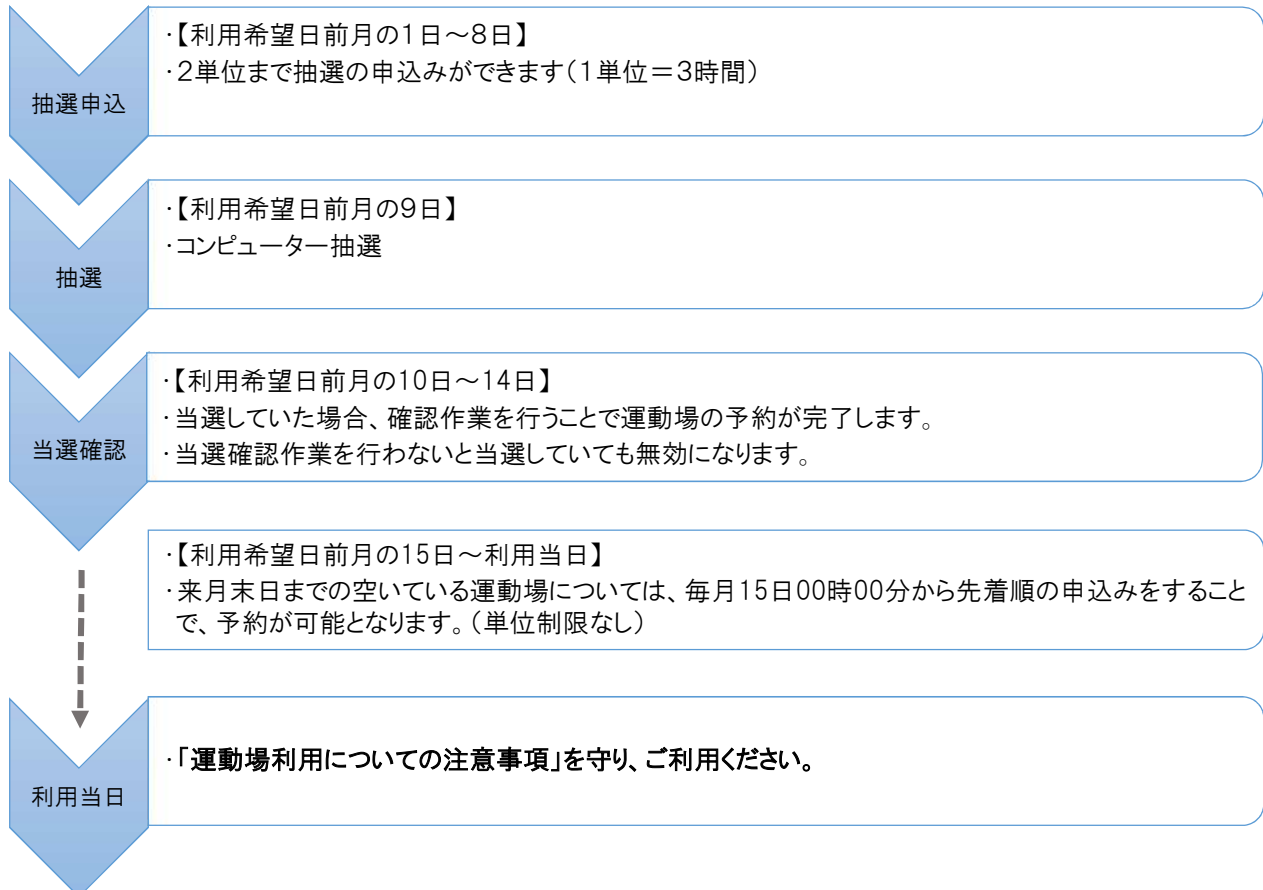 抽選申込
・【利用希望日前月の1日～8日】
・2単位まで抽選の申込みができます(1単位=3時間)
抽選
・【利用希望日前月の9日】
・コンピューター抽選
当選確認
・【利用希望日前月の10日～14日】
・当選していた場合、確認作業を行うことで運動場の予約が完了します。
・当選確認作業を行わないと当選していても無効になります。
・【利用希望日前月の15日～利用当日】
・来月末日までの空いている運動場については、毎月15日00時00分から先着順の申込みをすること
で、予約が可能となります。(単位制限なし)
利用当日
・「運動場利用についての注意事項」を守り、ご利用ください。